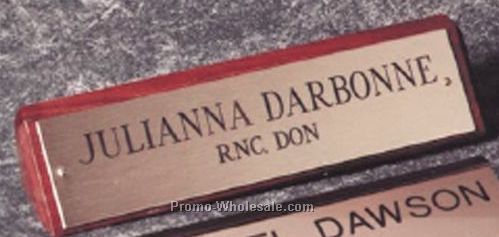 JULIANNA DARBONNE
RNC. DON
Promo-Wholesale.com
DAWSON